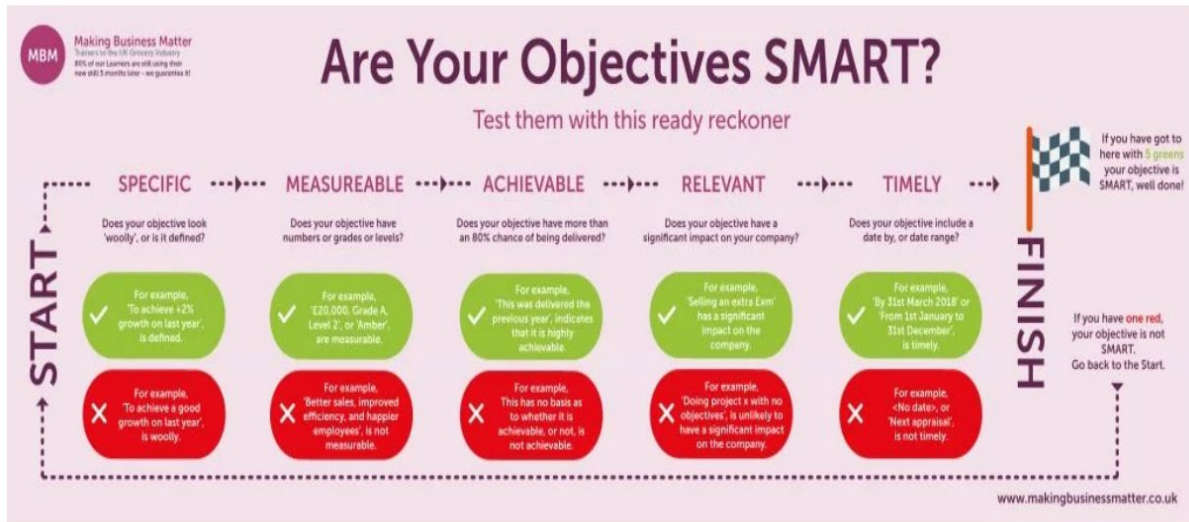 MBM
Making Business Matter
Trainers to the UK Grocery Industry
80% of our Learners are still using their
new skill 5 months later - we guarantee it!
Are Your Objectives SMART?
Test them with this ready reckoner
START
SPECIFIC
Does your objective look
'woolly', or is it defined?
For example,
'To achieve +2%
growth on last year',
is defined.
For example,
'To achieve a good
growth on last year',
is woolly.
MEASUREABLE
Does your objective have
numbers or grades or levels?
For example,
'£20,000, Grade A,
Level 2', or 'Amber',
are measurable.
For example,
'Better sales, improved
efficiency, and happier
employees', is not
measurable.
ACHIEVABLE
Does your objective have more than
an 80% chance of being delivered?
For example,
'This was delivered the
previous year', indicates
that it is highly
achievable.
For example,
This has no basis as
to whether it is
achievable, or not, is
not achievable.
RELEVANT
Does your objective have a
significant impact on your company?
For example,
'Selling an extra £xm'
has a significant
impact on the
company.
For example,
'Doing project x with no
objectives', is unlikely to
have a significant impact
on the company.
TIMELY
Does your objective include a
date by, or date range?
For example,
'By 31st March 2018' or
'From 1st January to
31st December',
is timely.
For example,
<No date>, or
'Next appraisal',
is not timely.
FINISH
If you have got to
here with 5 greens
your objective is
SMART, well done!
If you have one red,
your objective is not
SMART.
Go back to the Start.
www.makingbusinessmatter.co.uk